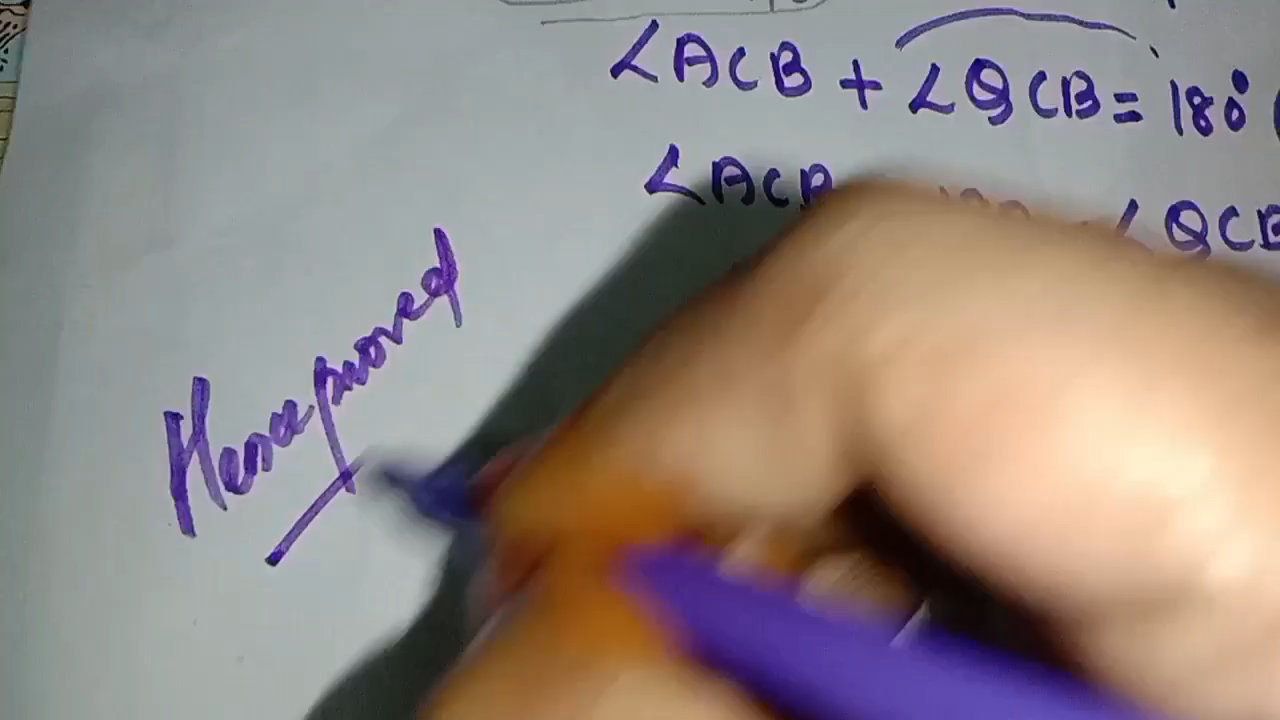 ∠ACB + ∠QCB = 180°
∠ACB ∠QCB
Hence proved